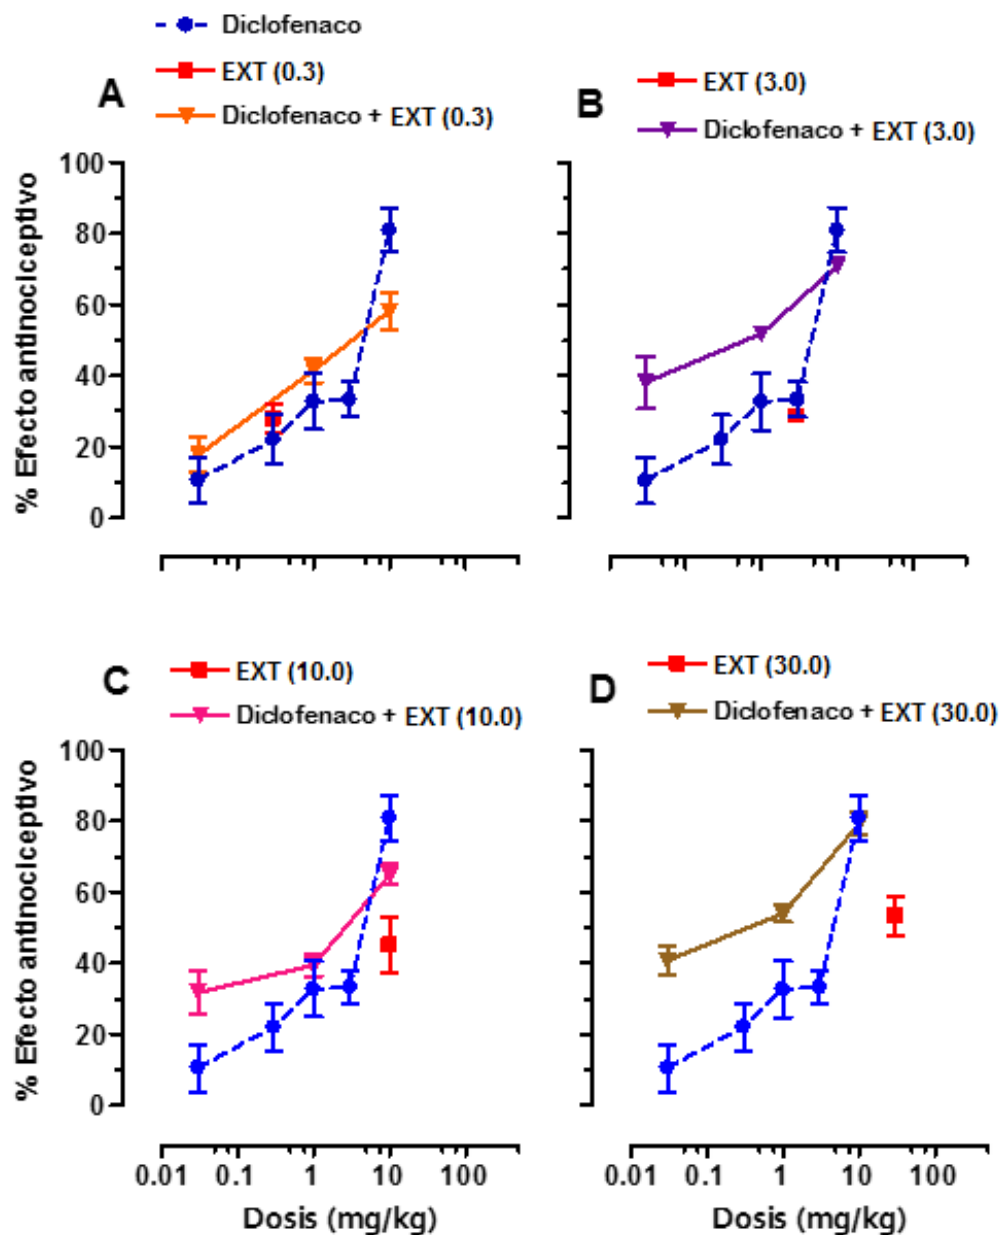 Diclofenaco
EXT (0.3)
Diclofenaco + EXT (0.3)
A
EXT (3.0)
Diclofenaco + EXT (3.0)
B
% Efecto antinociceptivo
100
80
60
40
20
0
EXT (10.0)
Diclofenaco + EXT (10.0)
C
EXT (30.0)
Diclofenaco + EXT (30.0)
D
% Efecto antinociceptivo
100
80
60
40
20
0
0.01 0.1 1 10 100
Dosis (mg/kg)
0.01 0.1 1 10 100
Dosis (mg/kg)